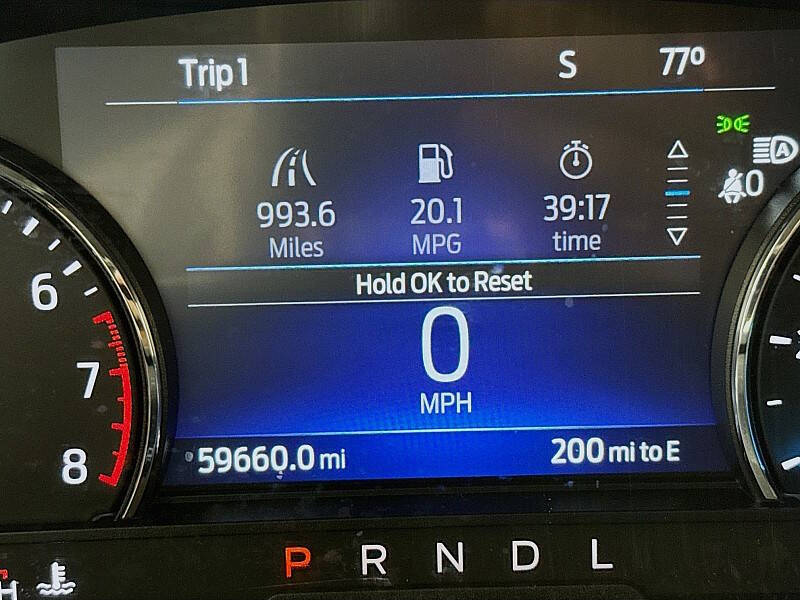 Trip 1 S 77°
993.6 20.1 39:17
Miles MPG time
A
0
Hold OK to Reset
6
0
7
MPH
8
59660.0 mi 200 mi to E
P R N D L
H